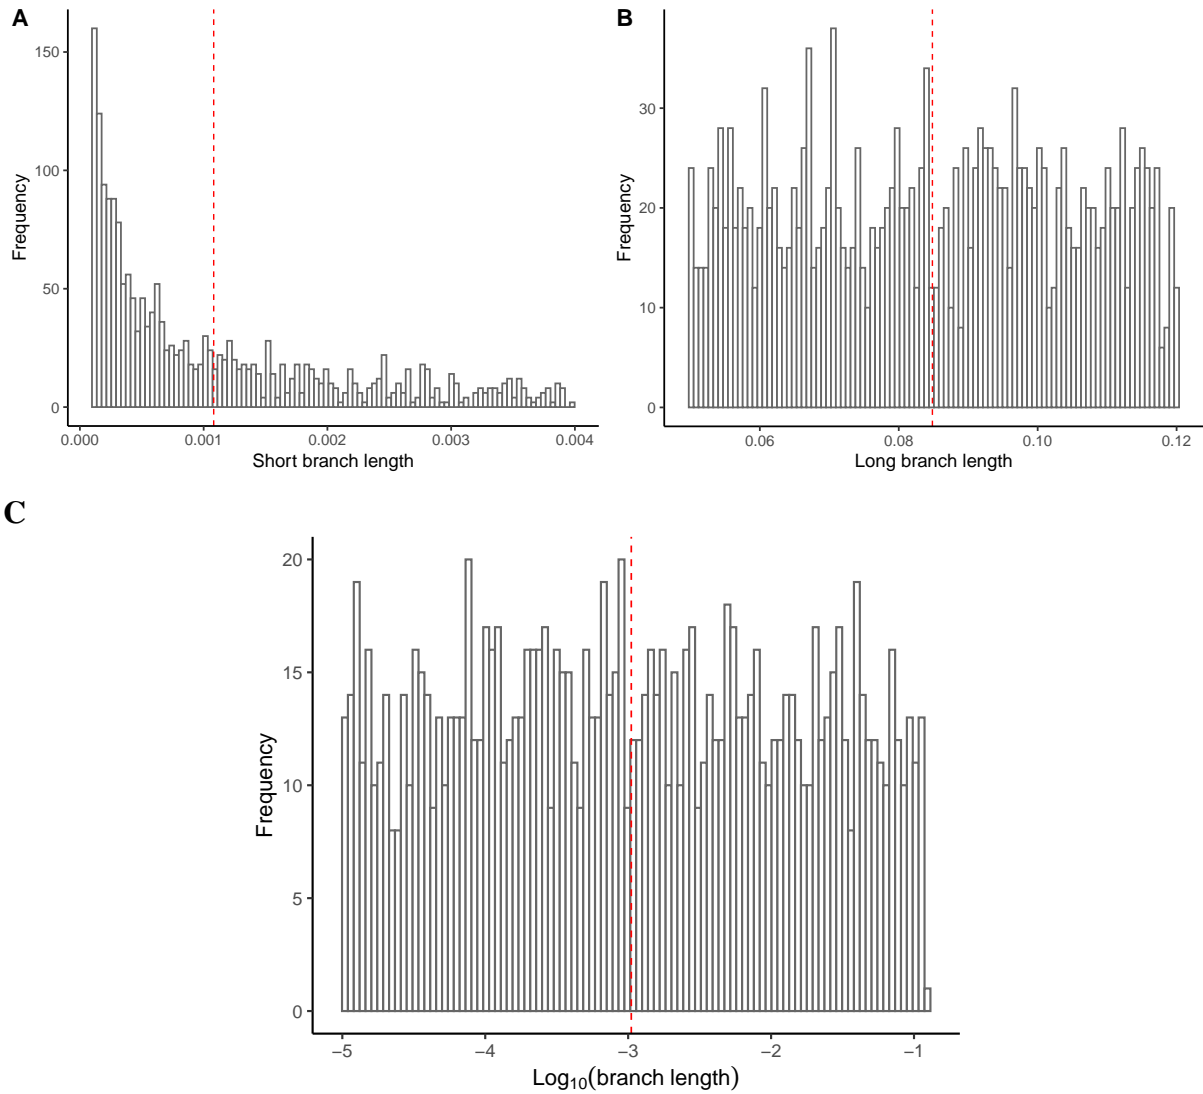 A
Frequency
150
100
50
0
0.000 0.001 0.002 0.003 0.004
Short branch length
B
Frequency
30
20
10
0
0.06 0.08 0.10 0.12
Long branch length
C
Frequency
20
15
10
5
0
−5 −4 −3 −2 −1
Log10(branch length)